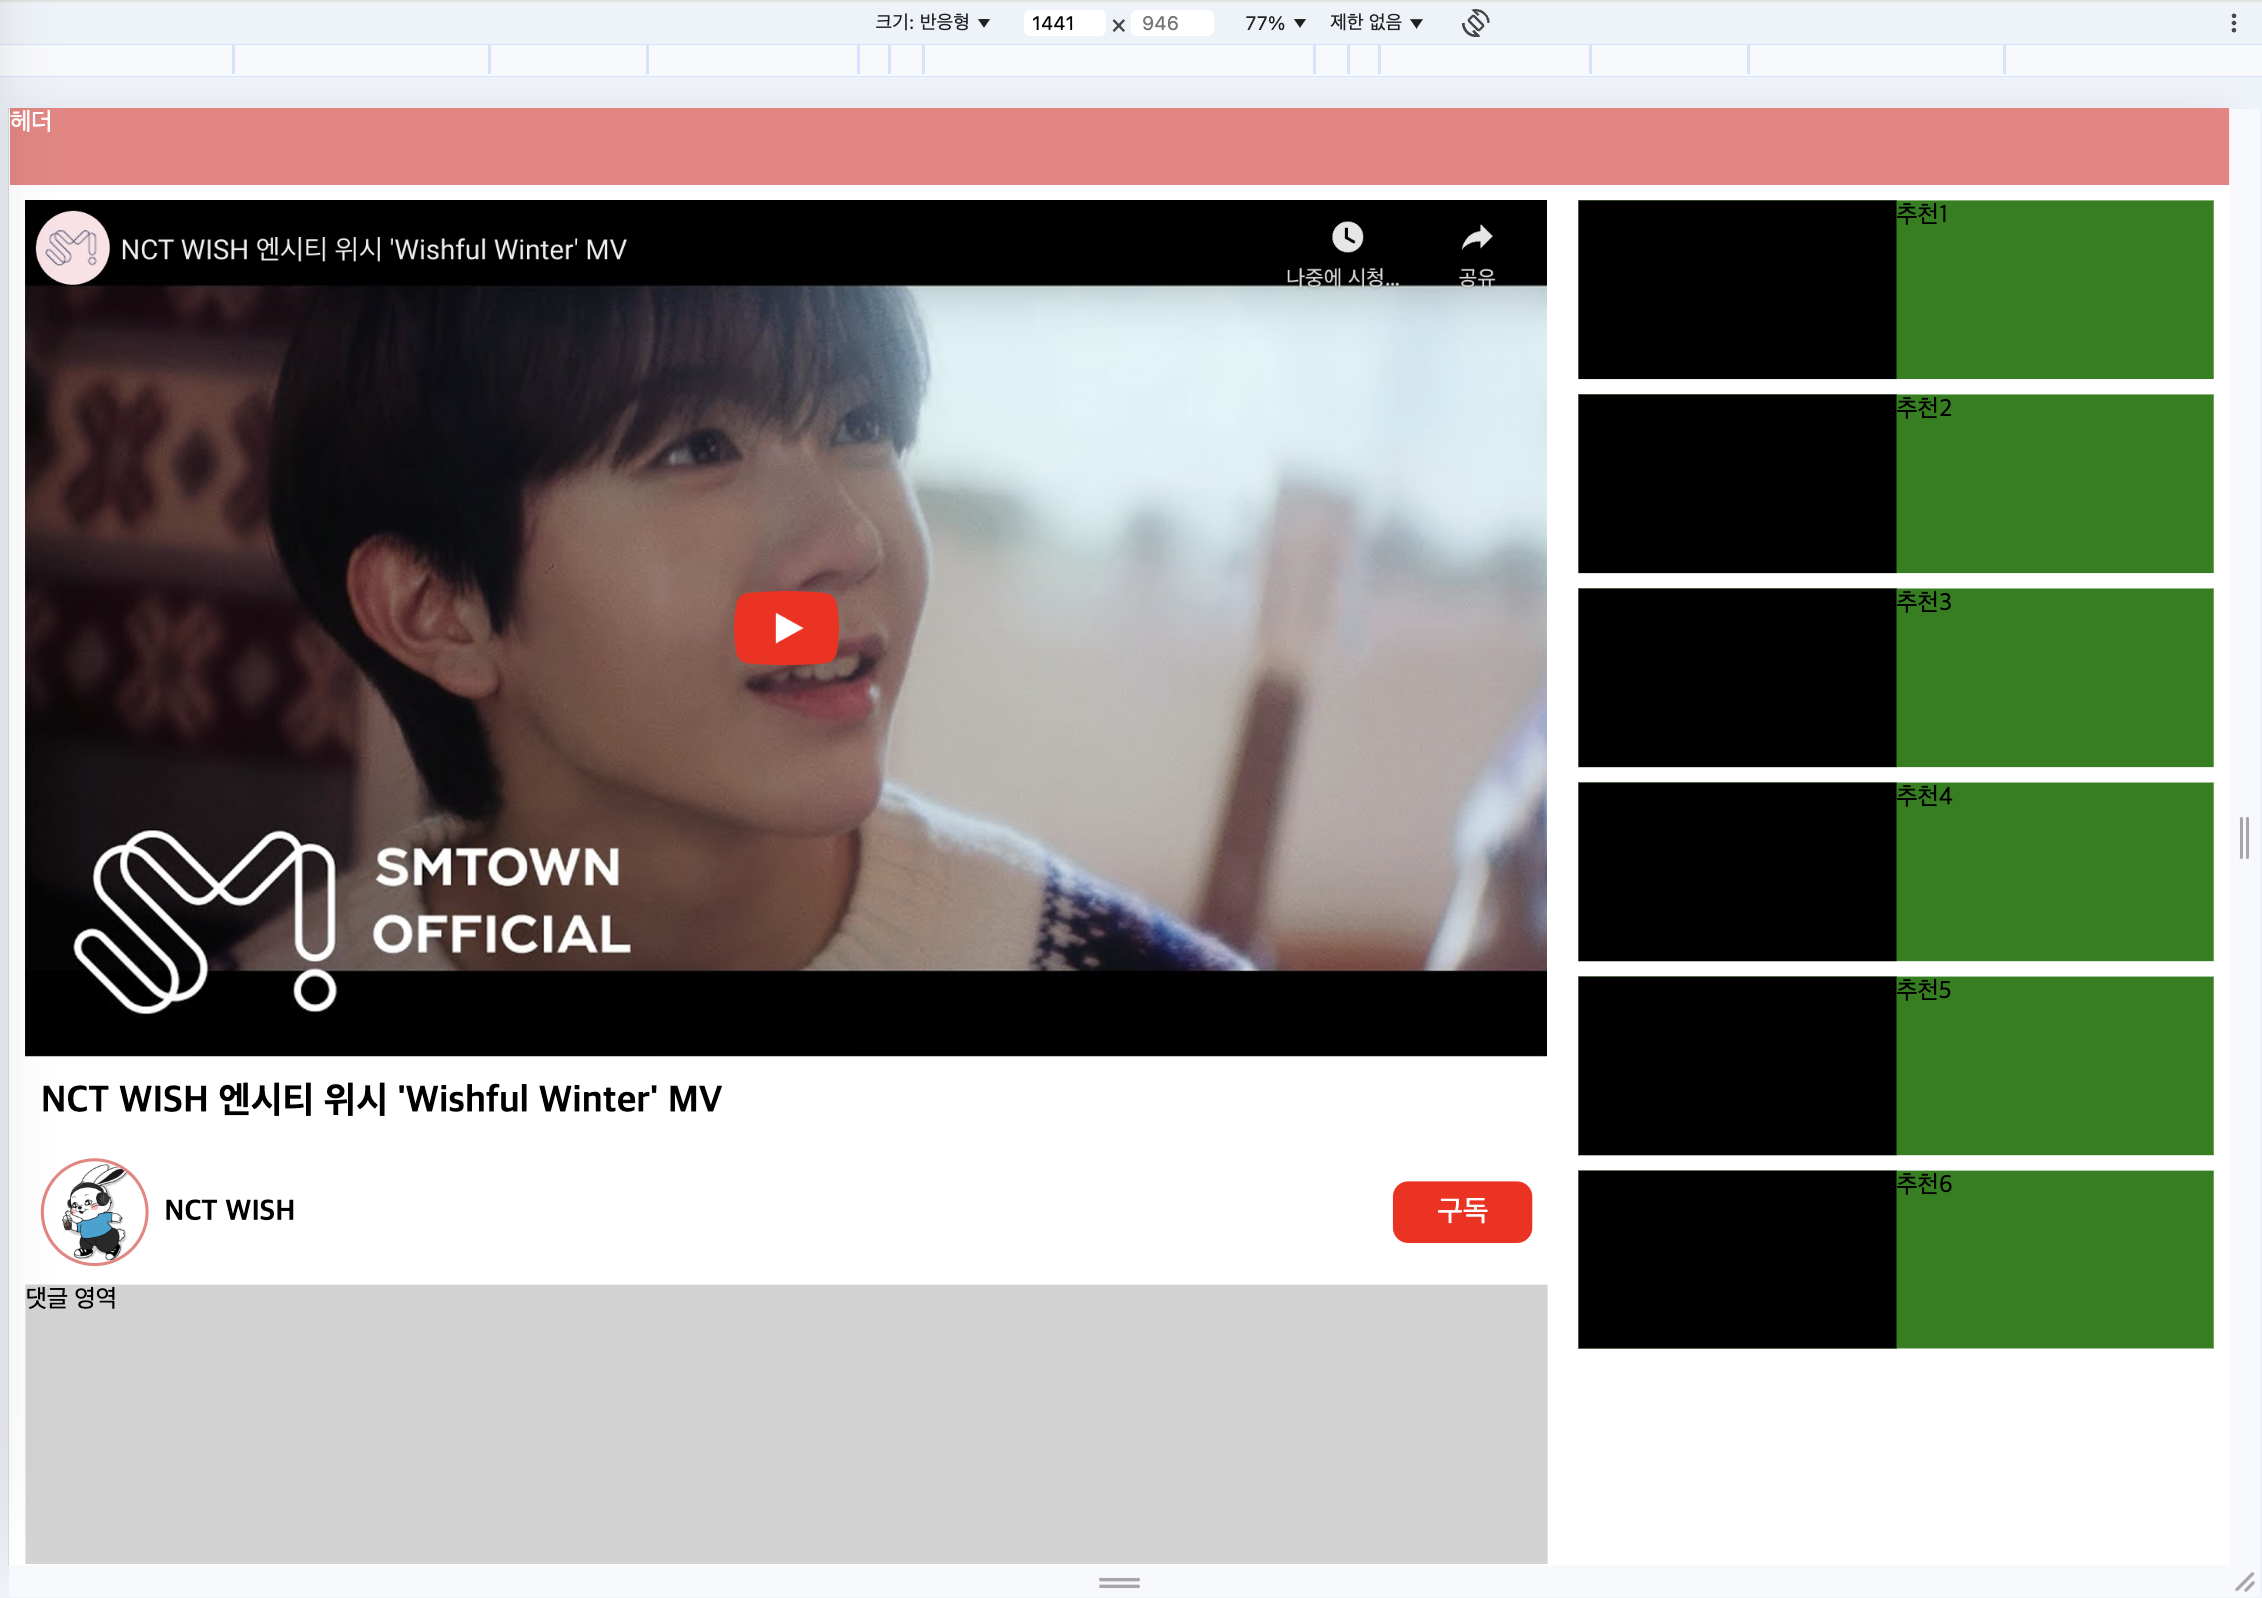 크기: 반응형 ▼ 1441 × 946 77% ▼ 제한 없음 ▼
헤더
NCT WISH 엔시티 위시 'Wishful Winter' MV
나중에 시청...
공유
SMTOWN
OFFICIAL
NCT WISH 엔시티 위시 'Wishful Winter' MV
NCT WISH
구독
댓글 영역
추천1
추천2
추천3
추천4
추천5
추천6